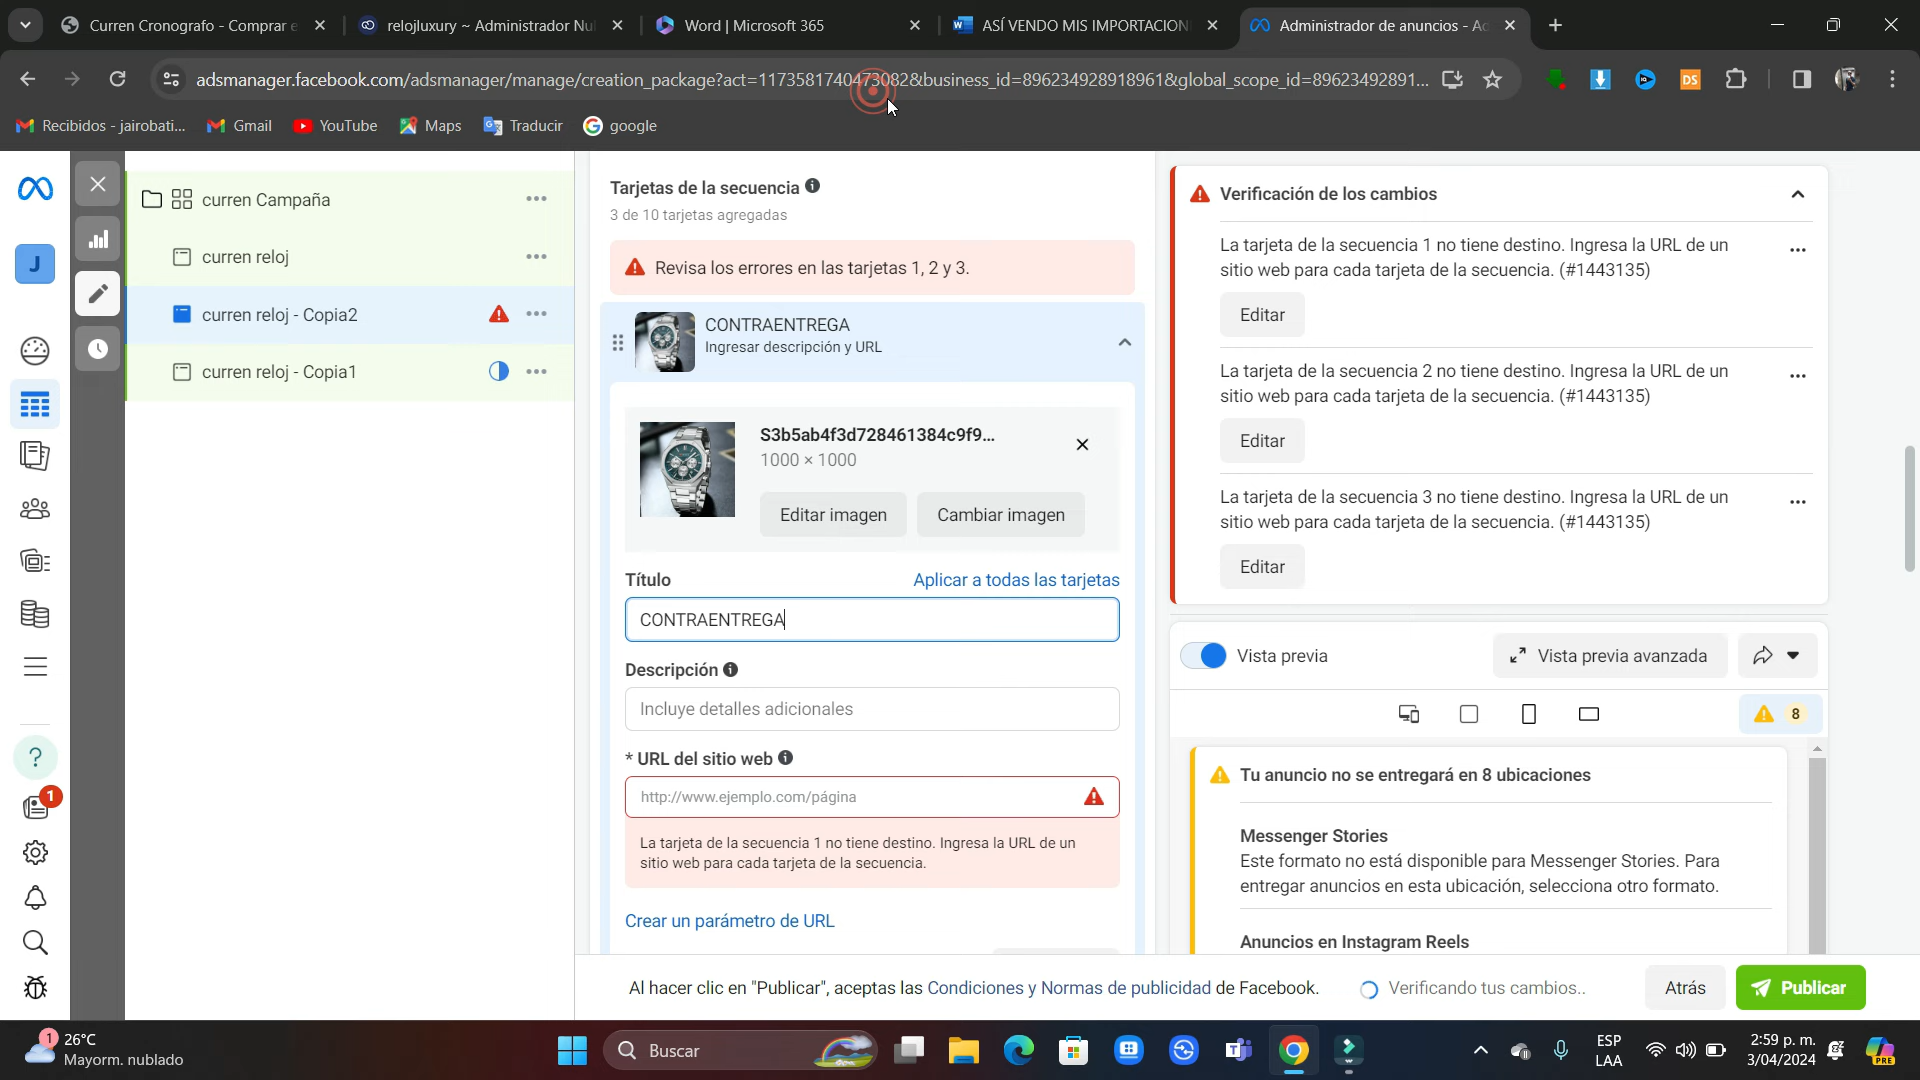 Curren Cronografo - Comprar e
relojluxury ~ Administrador Nu
Word | Microsoft 365
ASÍ VENDO MIS IMPORTACION
Administrador de anuncios - Ad
adsmanager.facebook.com/adsmanager/manage/creation_package?act=1173581740473082&business_id=896234928918961&global_scope_id=89623492891...
DS
Recibidos - jairobati...
Gmail
YouTube
Maps
Traducir
google
J
curren Campaña
curren reloj
curren reloj - Copia2
curren reloj - Copia1
?
1
Tarjetas de la secuencia
3 de 10 tarjetas agregadas
Revisa los errores en las tarjetas 1, 2 y 3.
CONTRAENTREGA
Ingresar descripción y URL
S3b5ab4f3d728461384c9f9...
1000 × 1000
Editar imagen
Cambiar imagen
Título
Aplicar a todas las tarjetas
CONTRAENTREGA
Descripción
Incluye detalles adicionales
* URL del sitio web
http://www.ejemplo.com/página
La tarjeta de la secuencia 1 no tiene destino. Ingresa la URL de un
sitio web para cada tarjeta de la secuencia.
Crear un parámetro de URL
Verificación de los cambios
La tarjeta de la secuencia 1 no tiene destino. Ingresa la URL de un
sitio web para cada tarjeta de la secuencia. (#1443135)
Editar
La tarjeta de la secuencia 2 no tiene destino. Ingresa la URL de un
sitio web para cada tarjeta de la secuencia. (#1443135)
Editar
La tarjeta de la secuencia 3 no tiene destino. Ingresa la URL de un
sitio web para cada tarjeta de la secuencia. (#1443135)
Editar
Vista previa
Vista previa avanzada
8
Tu anuncio no se entregará en 8 ubicaciones
Messenger Stories
Este formato no está disponible para Messenger Stories. Para
entregar anuncios en esta ubicación, selecciona otro formato.
Anuncios en Instagram Reels
Al hacer clic en "Publicar", aceptas las Condiciones y Normas de publicidad de Facebook.
Verificando tus cambios..
Atrás
Publicar
1
26°C
Mayorm. nublado
Buscar
ESP
LAA
2:59 p. m.
3/04/2024
PRE